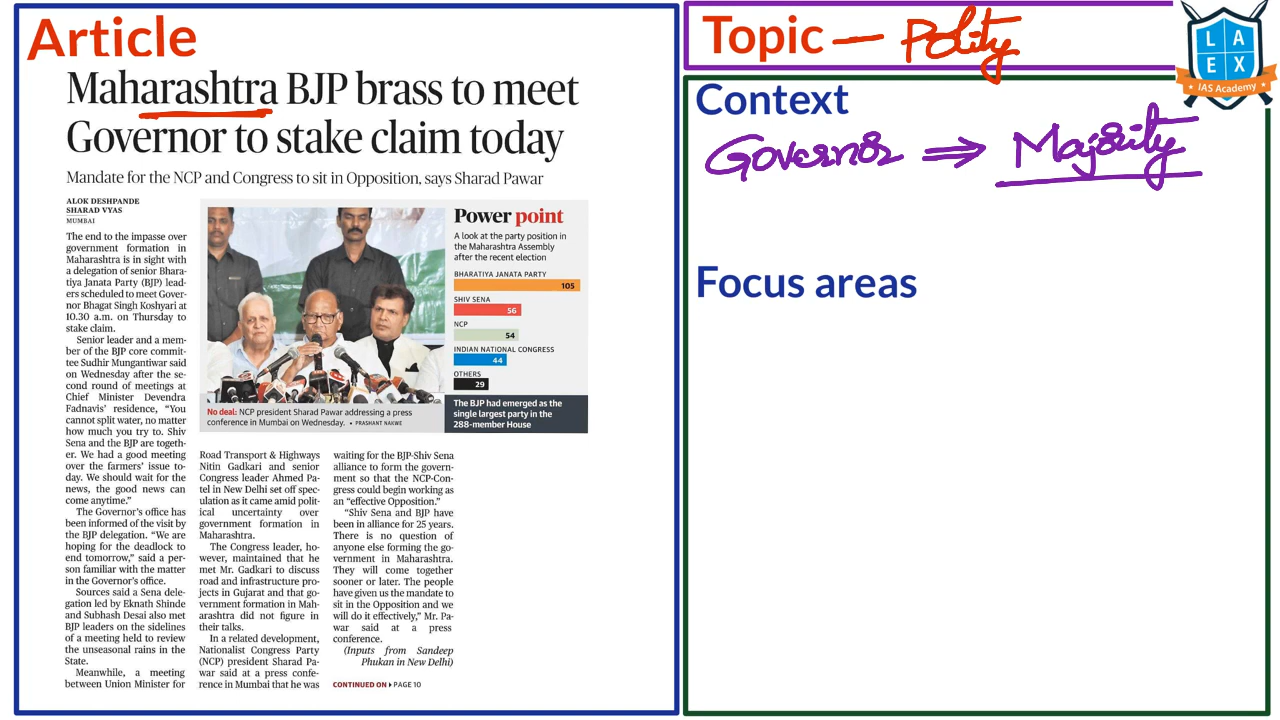 Article
Maharashtra BJP brass to meet
Governor to stake claim today
Mandate for the NCP and Congress to sit in Opposition, says Sharad Pawar
ALOK DESHPANDE
SHARAD VYAS
MUMBAI
The end to the impasse over
government formation in
Maharashtra is in sight with
a delegation of senior Bhara-
tiya Janata Party (BJP) lead-
ers scheduled to meet Gover-
nor Bhagat Singh Koshyari at
10.30 a.m. on Thursday to
stake claim.
Senior leader and a mem-
ber of the BJP core commit-
tee Sudhir Mungantiwar said
on Wednesday after the se-
cond round of meetings at
Chief Minister Devendra
Fadnavis' residence, "You
cannot split water, no matter
how much you try to. Shiv
Sena and the BJP are togeth-
er. We had a good meeting
over the farmers' issue to-
day. We should wait for the
news, the good news can
come anytime."
The Governor's office has
been informed of the visit by
the BJP delegation. "We are
hoping for the deadlock to
end tomorrow," said a per-
son familiar with the matter
in the Governor's office.
Sources said a Sena dele-
gation led by Eknath Shinde
and Subhash Desai also met
BJP leaders on the sidelines
of a meeting held to review
the unseasonal rains in the
State.
Meanwhile, a meeting
between Union Minister for
Road Transport & Highways
Nitin Gadkari and senior
Congress leader Ahmed Pa-
tel in New Delhi set off spec-
ulation as it came amid polit-
ical uncertainty over
government formation in
Maharashtra.
The Congress leader, ho-
wever, maintained that he
met Mr. Gadkari to discuss
road and infrastructure pro-
jects in Gujarat and that go-
vernment formation in Mah-
arashtra did not figure in
their talks.
In a related development,
Nationalist Congress Party
(NCP) president Sharad Pa-
war said at a press confe-
rence in Mumbai that he was
waiting for the BJP-Shiv Sena
alliance to form the govern-
ment so that the NCP-Con-
gress could begin working as
an "effective Opposition."
"Shiv Sena and BJP have
been in alliance for 25 years.
There is no question of
anyone else forming the go-
vernment in Maharashtra.
They will come together
sooner or later. The people
have given us the mandate to
sit in the Opposition and we
will do it effectively," Mr. Pa-
war said at a press
conference.
(Inputs from Sandeep
Phukan in New Delhi)
CONTINUED ON ▸ PAGE 10
No deal: NCP president Sharad Pawar addressing a press
conference in Mumbai on Wednesday. • PRASHANT NAKWE
Power point
A look at the party position in
the Maharashtra Assembly
after the recent election
BHARATIYA JANATA PARTY
105
SHIV SENA
56
NCP
54
INDIAN NATIONAL CONGRESS
44
OTHERS
29
The BJP had emerged as the
single largest party in the
288-member House
Topic — Polity
L A
E X
IAS Academy
Context
Governor ⇒ Majority
Focus areas